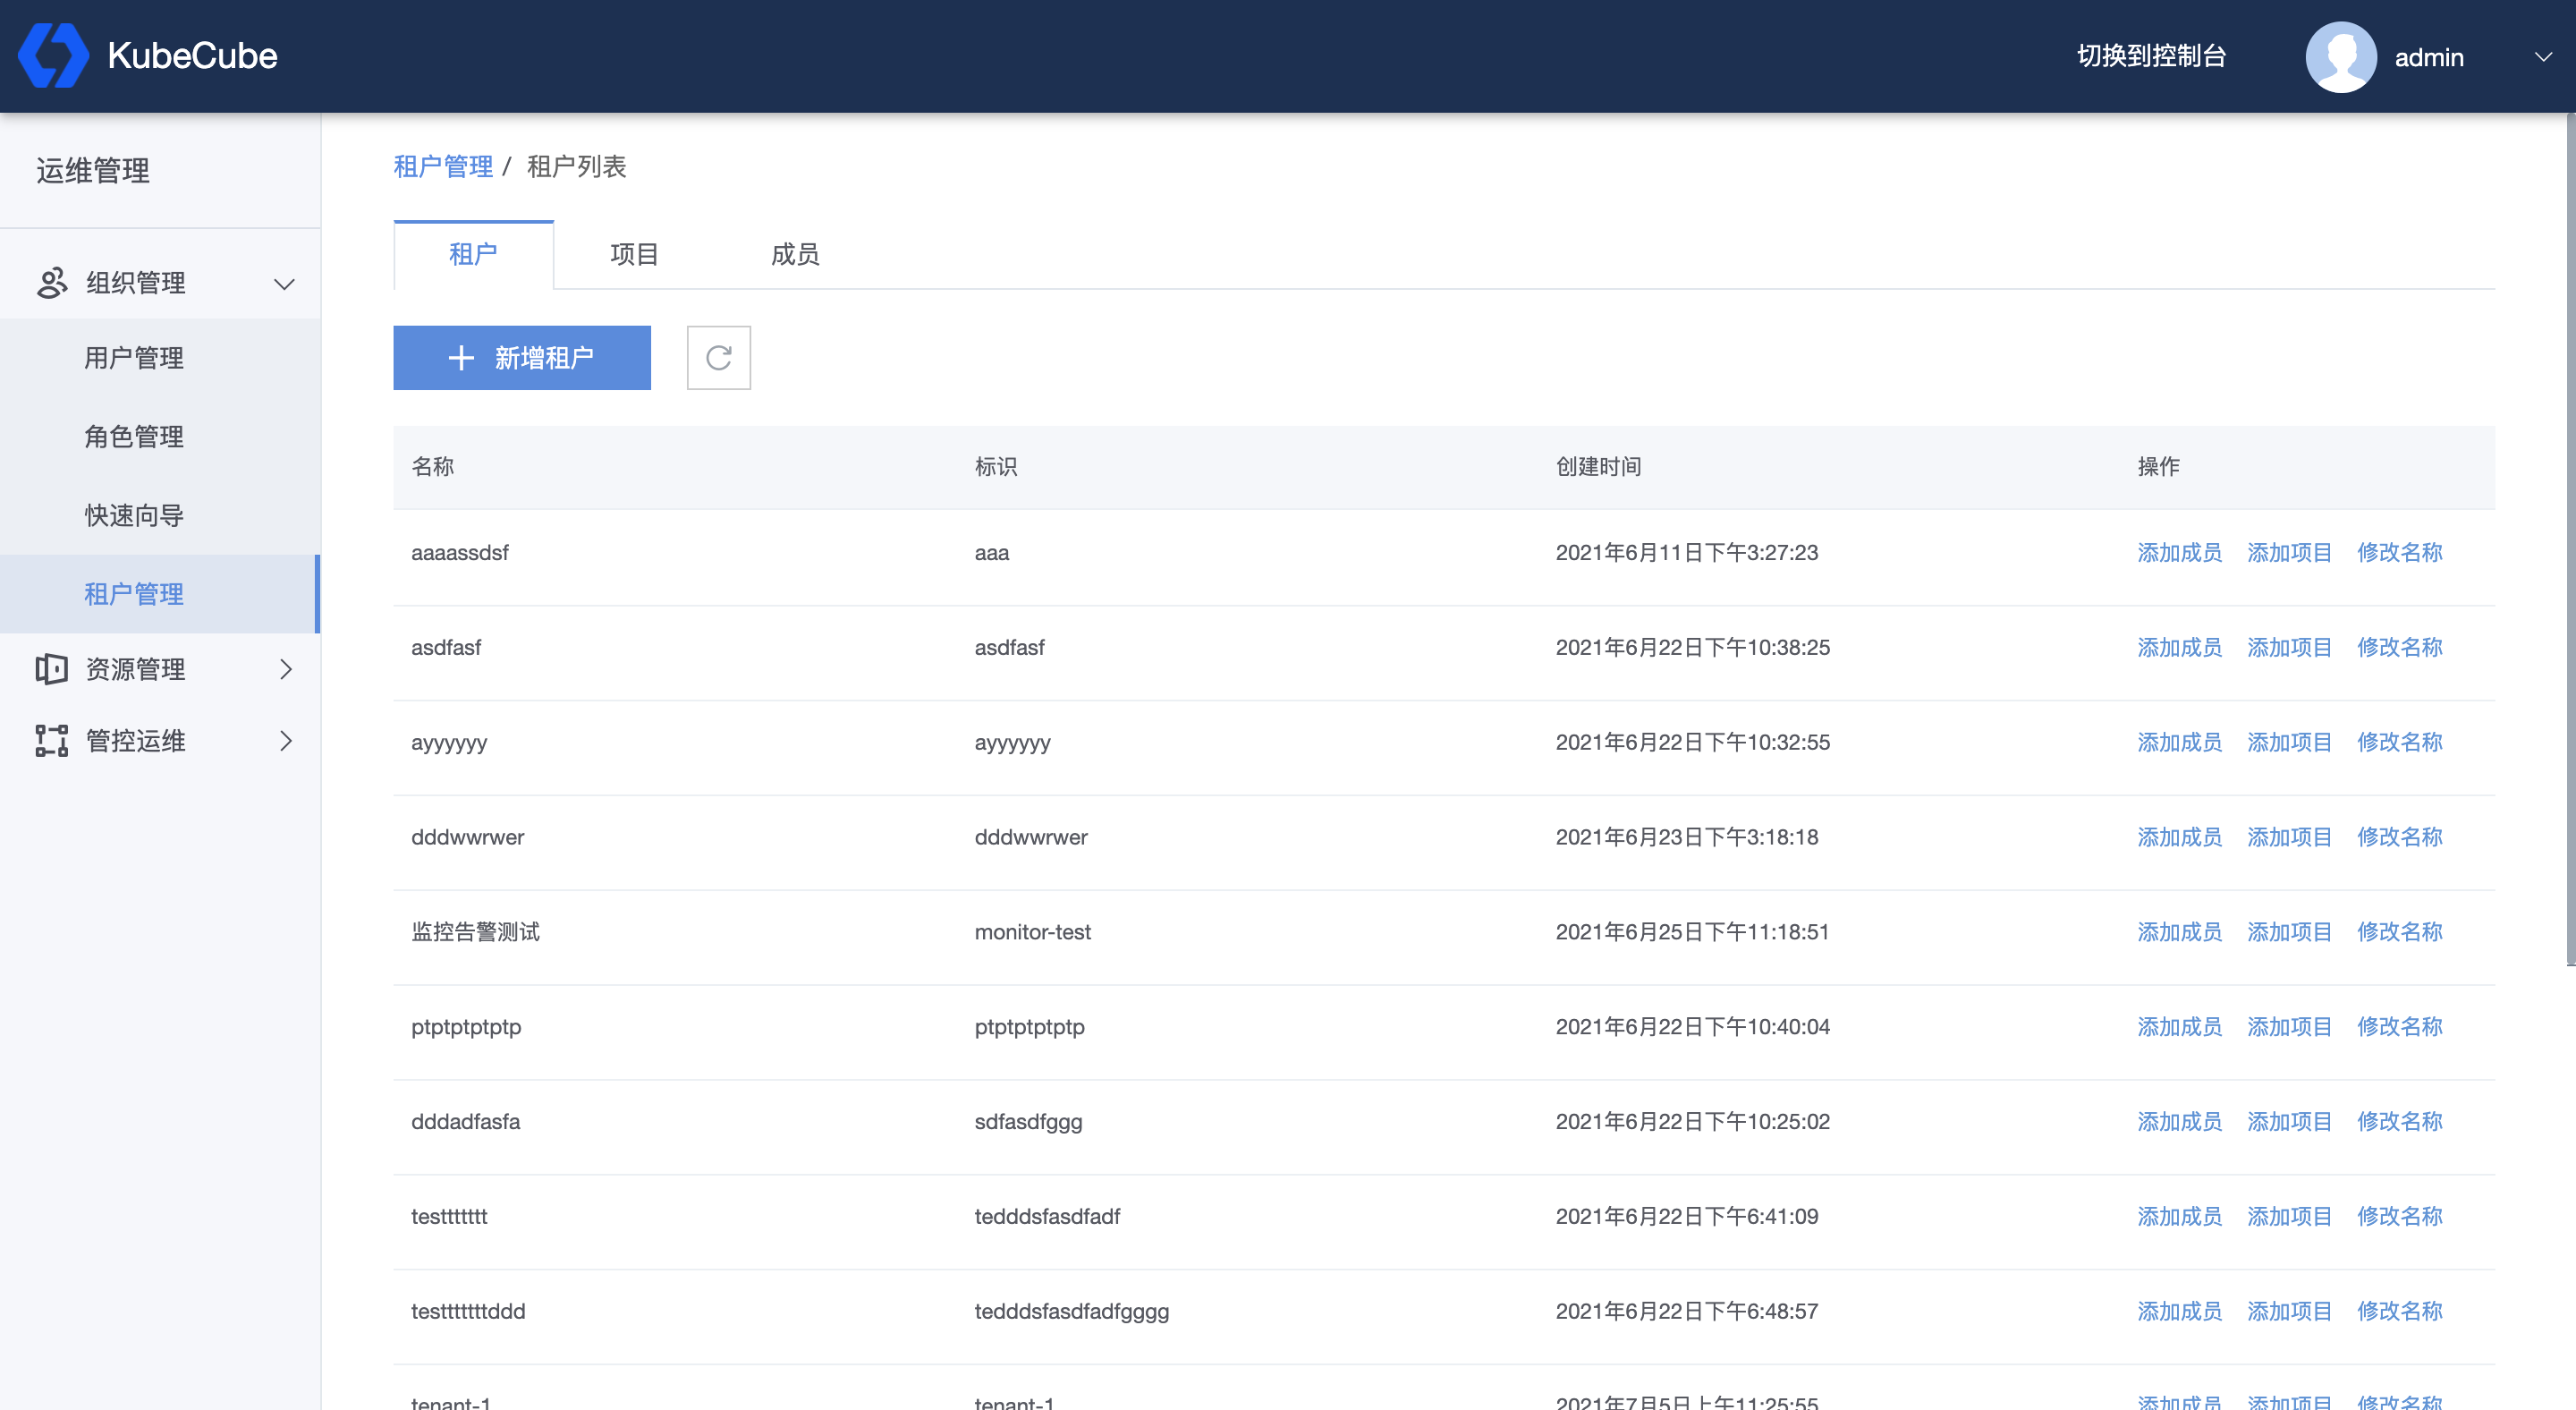 KubeCube
切换到控制台 admin
运维管理
组织管理
用户管理
角色管理
快速向导
租户管理
资源管理
管控运维
租户管理 / 租户列表
租户 项目 成员
新增租户
名称 标识 创建时间 操作
aaaassdsf aaa 2021年6月11日下午3:27:23 添加成员 添加项目 修改名称
asdfasf asdfasf 2021年6月22日下午10:38:25 添加成员 添加项目 修改名称
ayyyyyy ayyyyyy 2021年6月22日下午10:32:55 添加成员 添加项目 修改名称
dddwwrwer dddwwrwer 2021年6月23日下午3:18:18 添加成员 添加项目 修改名称
监控告警测试 monitor-test 2021年6月25日下午11:18:51 添加成员 添加项目 修改名称
ptptptptptp ptptptptptp 2021年6月22日下午10:40:04 添加成员 添加项目 修改名称
dddadfasfa sdfasdfggg 2021年6月22日下午10:25:02 添加成员 添加项目 修改名称
testttttttt tedddsfasdfadf 2021年6月22日下午6:41:09 添加成员 添加项目 修改名称
testtttttttddd tedddsfasdfadfgggg 2021年6月22日下午6:48:57 添加成员 添加项目 修改名称
tenant-1 tenant-1 2021年7月5日上午11:25:55 添加成员 添加项目 修改名称